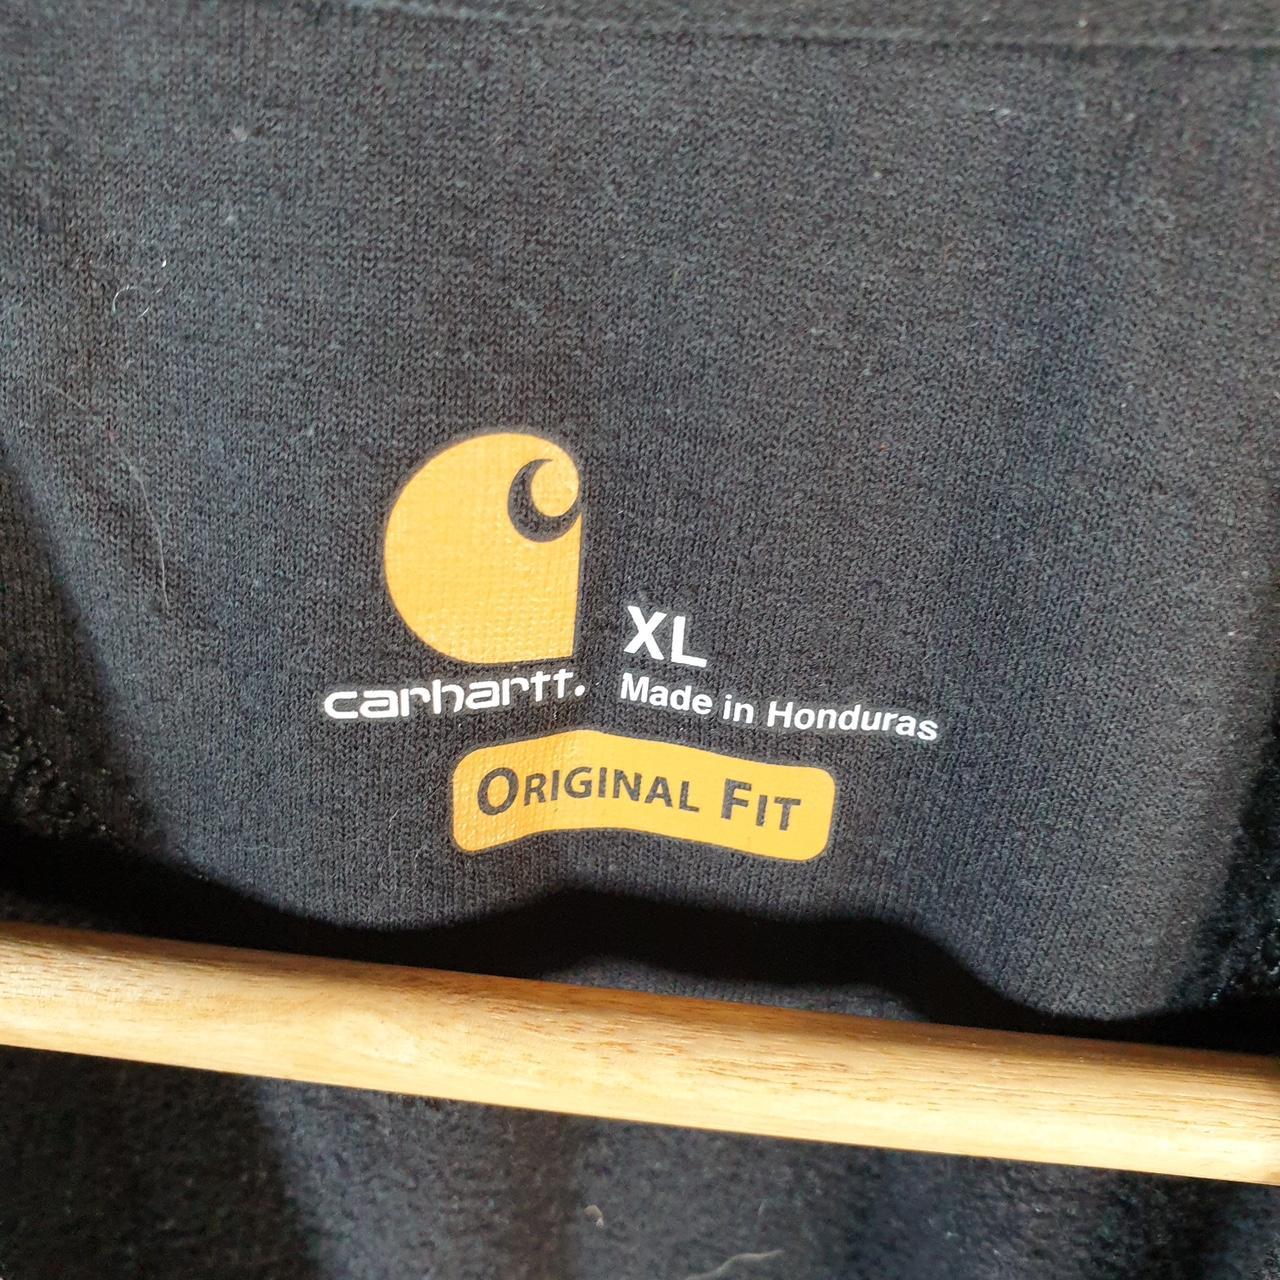 XL
carhartt.
Made in Honduras
ORIGINAL FIT